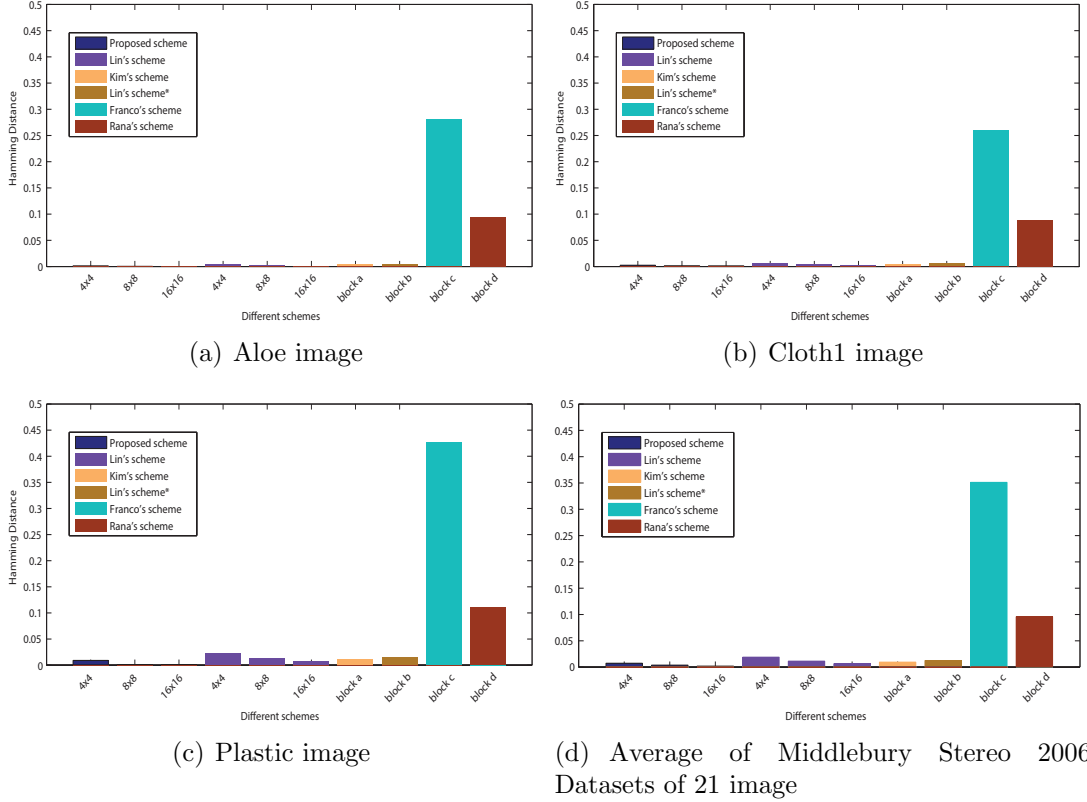 0.5
0.45
0.4
0.35
0.3
0.25
0.2
0.15
0.1
0.05
0
Hamming Distance
Proposed scheme
Lin's scheme
Kim's scheme
Lin's scheme*
Franco's scheme
Rana's scheme
4x4 8x8 16x16 4x4 8x8 16x16 block a block b block c block d
Different schemes
(a) Aloe image
0.5
0.45
0.4
0.35
0.3
0.25
0.2
0.15
0.1
0.05
0
Hamming Distance
Proposed scheme
Lin's scheme
Kim's scheme
Lin's scheme*
Franco's scheme
Rana's scheme
4x4 8x8 16x16 4x4 8x8 16x16 block a block b block c block d
Different schemes
(b) Cloth1 image
0.5
0.45
0.4
0.35
0.3
0.25
0.2
0.15
0.1
0.05
0
Hamming Distance
Proposed scheme
Lin's scheme
Kim's scheme
Lin's scheme*
Franco's scheme
Rana's scheme
4x4 8x8 16x16 4x4 8x8 16x16 block a block b block c block d
Different schemes
(c) Plastic image
0.5
0.45
0.4
0.35
0.3
0.25
0.2
0.15
0.1
0.05
0
Hamming Distance
Proposed scheme
Lin's scheme
Kim's scheme
Lin's scheme*
Franco's scheme
Rana's scheme
4x4 8x8 16x16 4x4 8x8 16x16 block a block b block c block d
Different schemes
(d) Average of Middlebury Stereo 2006
Datasets of 21 image